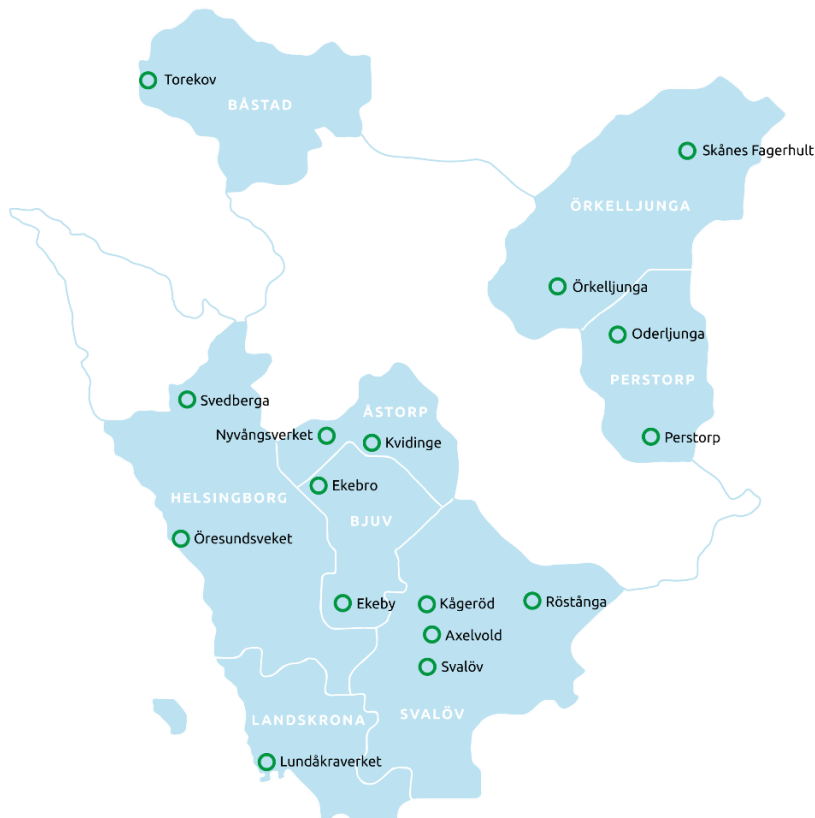 Torekov
BÅSTAD
Skånes Fagerhult
ÖRKELLJUNGA
Örkelljunga
Oderljunga
PERSTORP
Svedberga
ÅSTORP
Nyvångsverket
Kvidinge
Perstorp
Ekebro
HELSINGBORG
BJUV
Öresundsveket
Ekeby
Kågeröd
Röstånga
Axelvold
Svalöv
LANDSKRONA
SVALÖV
Lundåkraverket